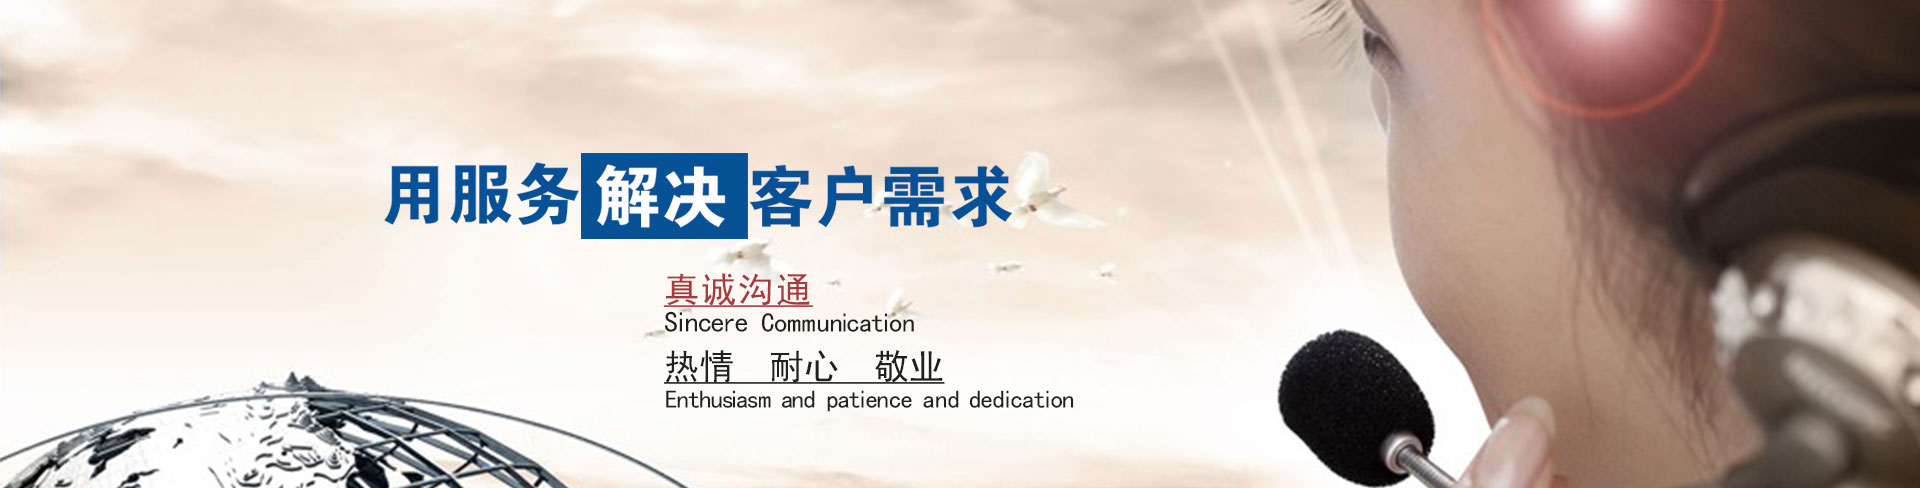 用服务解决客户需求
真诚沟通
Sincere Communication
热情 耐心 敬业
Enthusiasm and patience and dedication